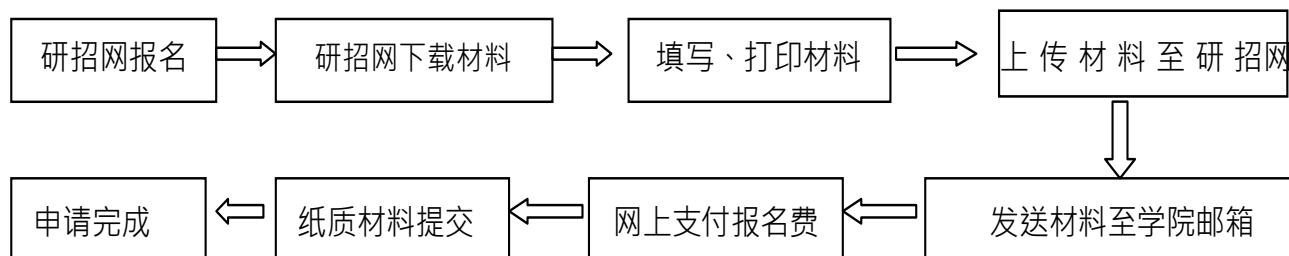 研招网报名
研招网下载材料
填写、打印材料
上传材料至研招网
发送材料至学院邮箱
网上支付报名费
纸质材料提交
申请完成